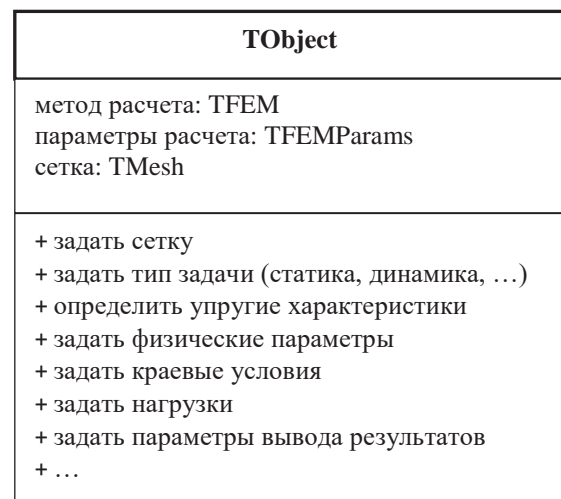 TObject
метод расчета: TFEM
параметры расчета: TFEMParams
сетка: TMesh
+ задать сетку
+ задать тип задачи (статика, динамика, …)
+ определить упругие характеристики
+ задать физические параметры
+ задать краевые условия
+ задать нагрузки
+ задать параметры вывода результатов
+ …